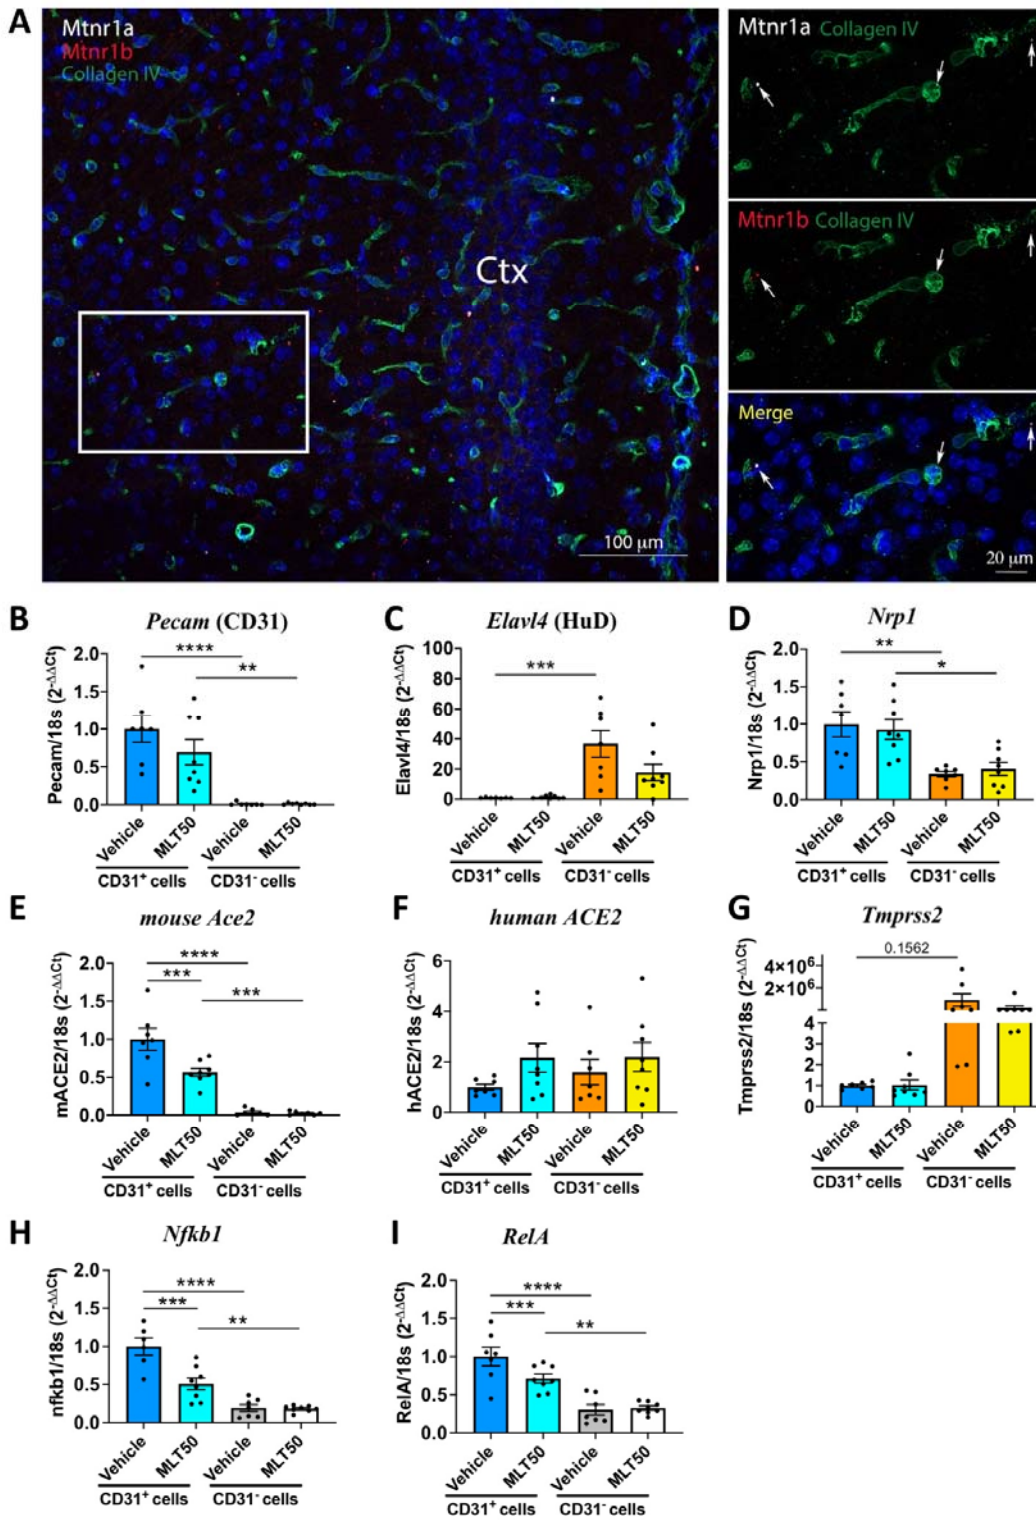 A
Mtnr1a
Mtnr1b
Collagen IV
Ctx
100 μm
Mtnr1a Collagen IV
Mtnr1b Collagen IV
Merge
20 μm
B
Pecam (CD31)
Pecam/18s (2-ΔΔCt)
2.0
1.5
1.0
0.5
0.0
****
**
Vehicle
MLT50
Vehicle
MLT50
CD31+ cells
CD31- cells
C
Elavl4 (HuD)
Elavl4/18s (2-ΔΔCt)
100
80
60
40
20
0
***
Vehicle
MLT50
Vehicle
MLT50
CD31+ cells
CD31- cells
D
Nrp1
Nrp1/18s (2-ΔΔCt)
2.0
1.5
1.0
0.5
0.0
**
*
Vehicle
MLT50
Vehicle
MLT50
CD31+ cells
CD31- cells
E
mouse Ace2
mACE2/18s (2-ΔΔCt)
2.0
1.5
1.0
0.5
0.0
****
***
***
Vehicle
MLT50
Vehicle
MLT50
CD31+ cells
CD31- cells
F
human ACE2
hACE2/18s (2-ΔΔCt)
6
4
2
0
Vehicle
MLT50
Vehicle
MLT50
CD31+ cells
CD31- cells
G
Tmprss2
Tmprss2/18s (2-ΔΔCt)
4×10⁶
2×10⁶
4
3
2
1
0
0.1562
Vehicle
MLT50
Vehicle
MLT50
CD31+ cells
CD31- cells
H
Nfkb1
nfkb1/18s (2-ΔΔCt)
2.0
1.5
1.0
0.5
0.0
****
***
**
Vehicle
MLT50
Vehicle
MLT50
CD31+ cells
CD31- cells
I
RelA
RelA/18s (2-ΔΔCt)
2.0
1.5
1.0
0.5
0.0
****
***
**
Vehicle
MLT50
Vehicle
MLT50
CD31+ cells
CD31- cells